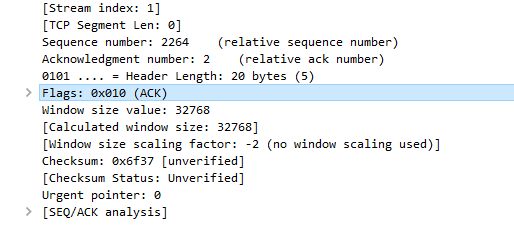 [Stream index: 1]
[TCP Segment Len: 0]
Sequence number: 2264    (relative sequence number)
Acknowledgment number: 2    (relative ack number)
0101 .... = Header Length: 20 bytes (5)
Flags: 0x010 (ACK)
Window size value: 32768
[Calculated window size: 32768]
[Window size scaling factor: -2 (no window scaling used)]
Checksum: 0x6f37 [unverified]
[Checksum Status: Unverified]
Urgent pointer: 0
[SEQ/ACK analysis]